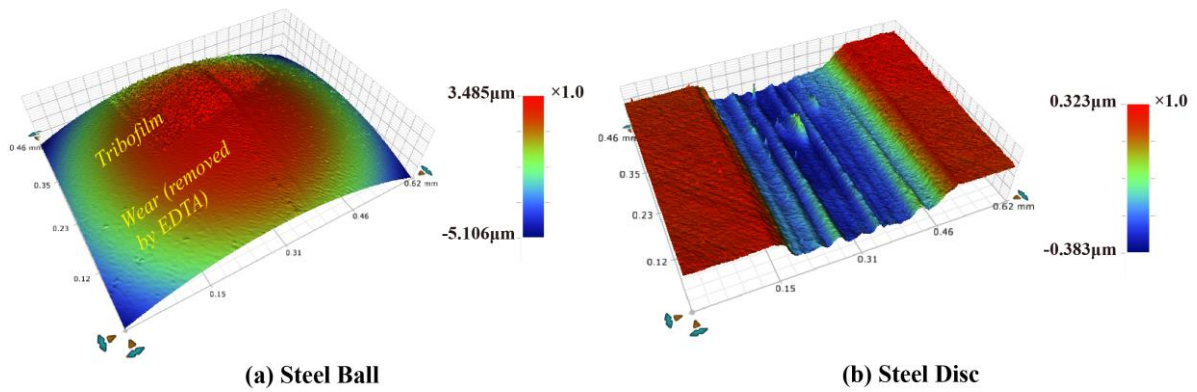 3.485µm
×1.0
-5.106µm
Tribofilm
Wear (removed
by EDTA)
0.46 mm
0.35
0.23
0.12
0.15
0.31
0.46
0.62 mm
(a) Steel Ball
0.323µm
×1.0
-0.383µm
0.46 mm
0.35
0.23
0.12
0.15
0.31
0.46
0.62 mm
(b) Steel Disc